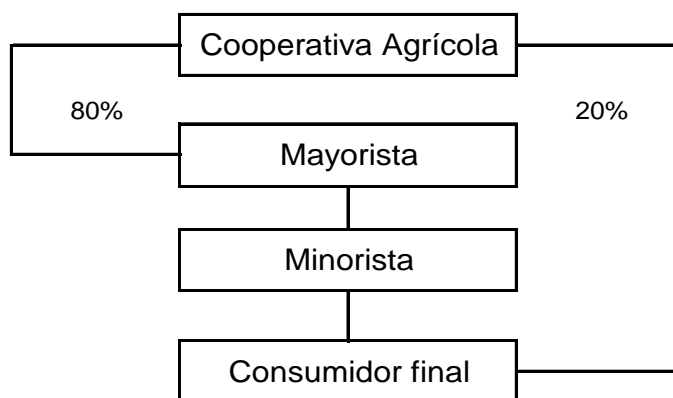 Cooperativa Agrícola
80%
20%
Mayorista
Minorista
Consumidor final